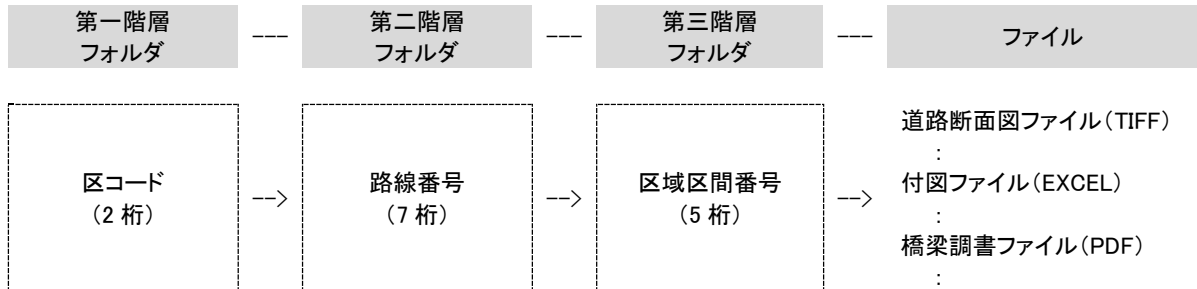 第一階層
フォルダ
---
第二階層
フォルダ
---
第三階層
フォルダ
---
ファイル
区コード
(2 桁)
-->
路線番号
(7 桁)
-->
区域区間番号
(5 桁)
-->
道路断面図ファイル(TIFF)
:
付図ファイル(EXCEL)
:
橋梁調書ファイル(PDF)
: